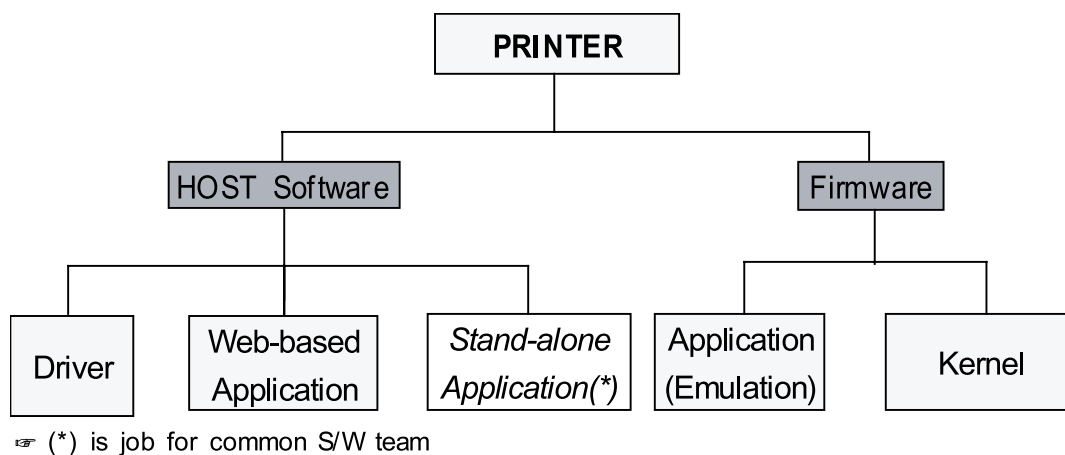 PRINTER
HOST Software
Firmware
Driver
Web-based
Application
Stand-alone
Application(*)
Application
(Emulation)
Kernel
☞ (*) is job for common S/W team